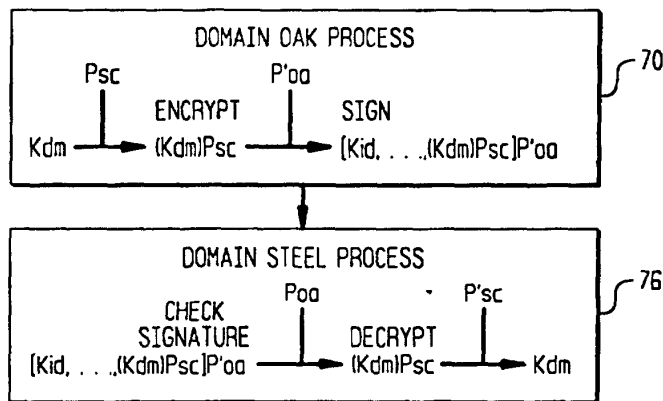 DOMAIN OAK PROCESS
70
Psc
P'oa
ENCRYPT
SIGN
Kdm
(Kdm)Psc
[Kid, . . .,(Kdm)Psc]P'oa
DOMAIN STEEL PROCESS
76
Poa
P'sc
CHECK
SIGNATURE
DECRYPT
[Kid, . . .,(Kdm)Psc]P'oa
(Kdm)Psc
Kdm